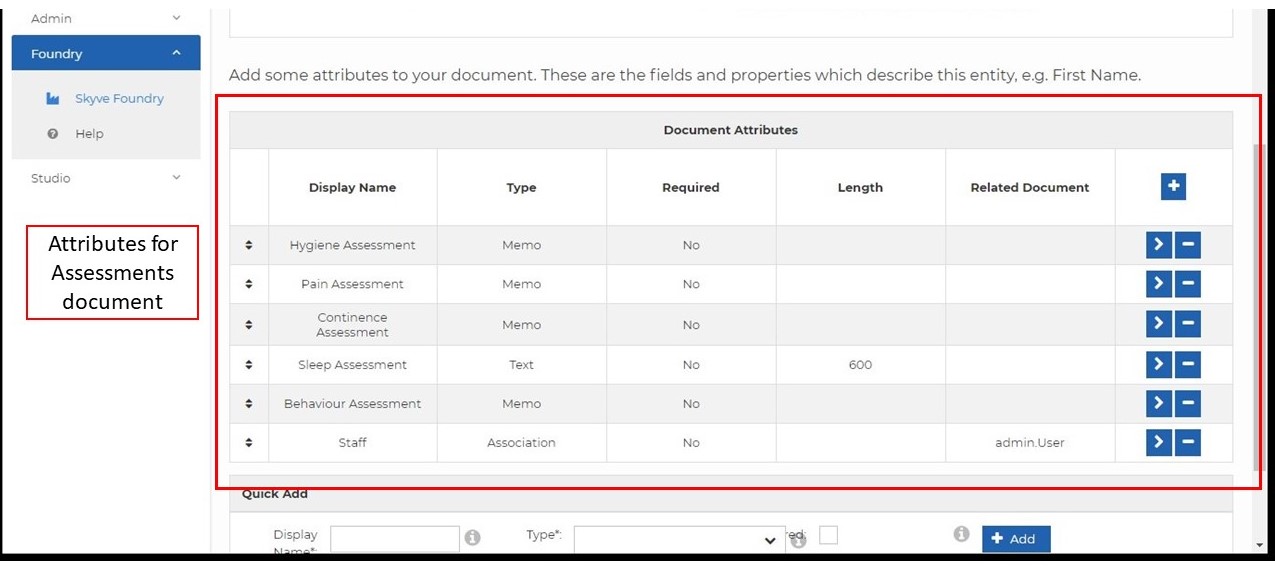 Admin
Foundry
Skyve Foundry
Help
Studio
Attributes for
Assessments
document
Add some attributes to your document. These are the fields and properties which describe this entity, e.g. First Name.
Document Attributes
Display Name Type Required Length Related Document
Hygiene Assessment Memo No
Pain Assessment Memo No
Continence
Assessment Memo No
Sleep Assessment Text No 600
Behaviour Assessment Memo No
Staff Association No admin.User
Quick Add
Display Type*: red: Add
Name*: